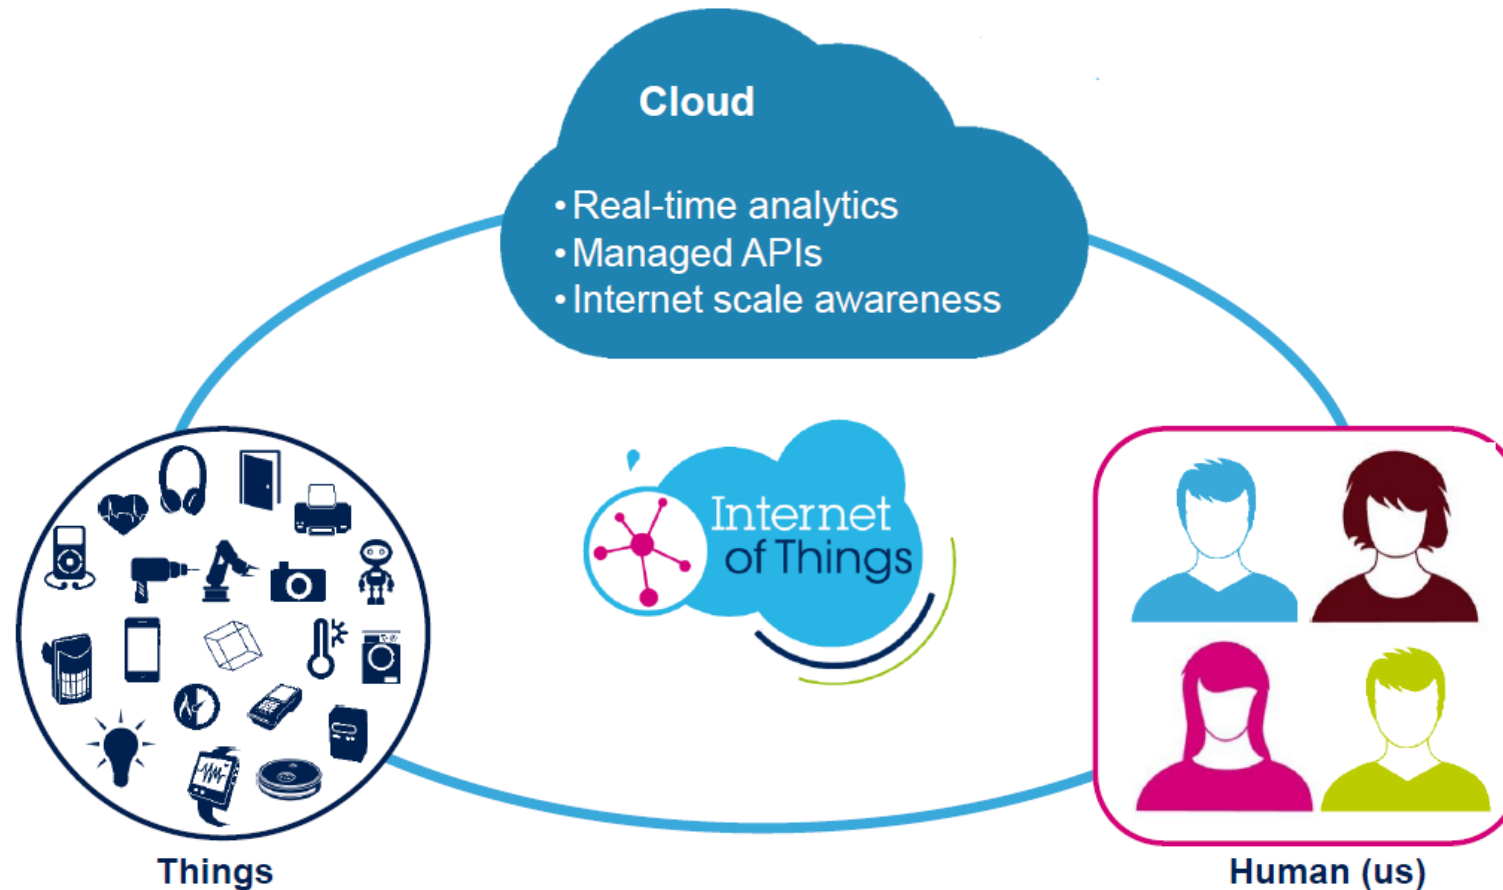 Cloud
• Real-time analytics
• Managed APIs
• Internet scale awareness
Internet
of Things
Things
Human (us)